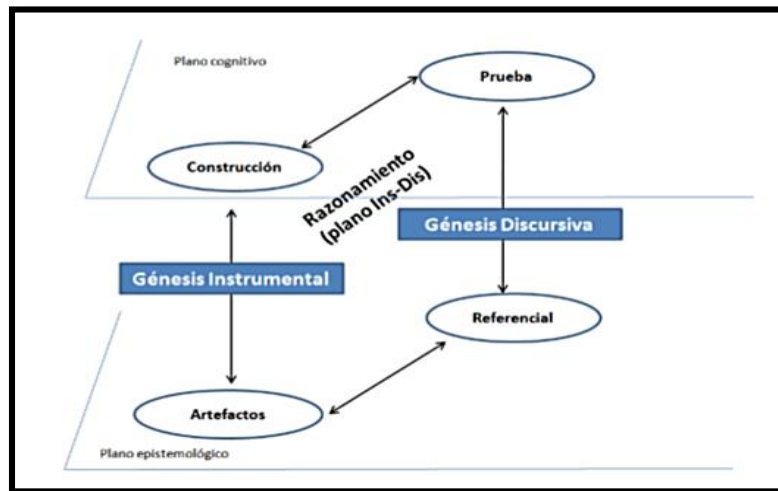 Plano cognitivo
Prueba
Construcción
Razonamiento
(plano Ins-Dis)
Génesis Discursiva
Génesis Instrumental
Referencial
Artefactos
Plano epistemológico